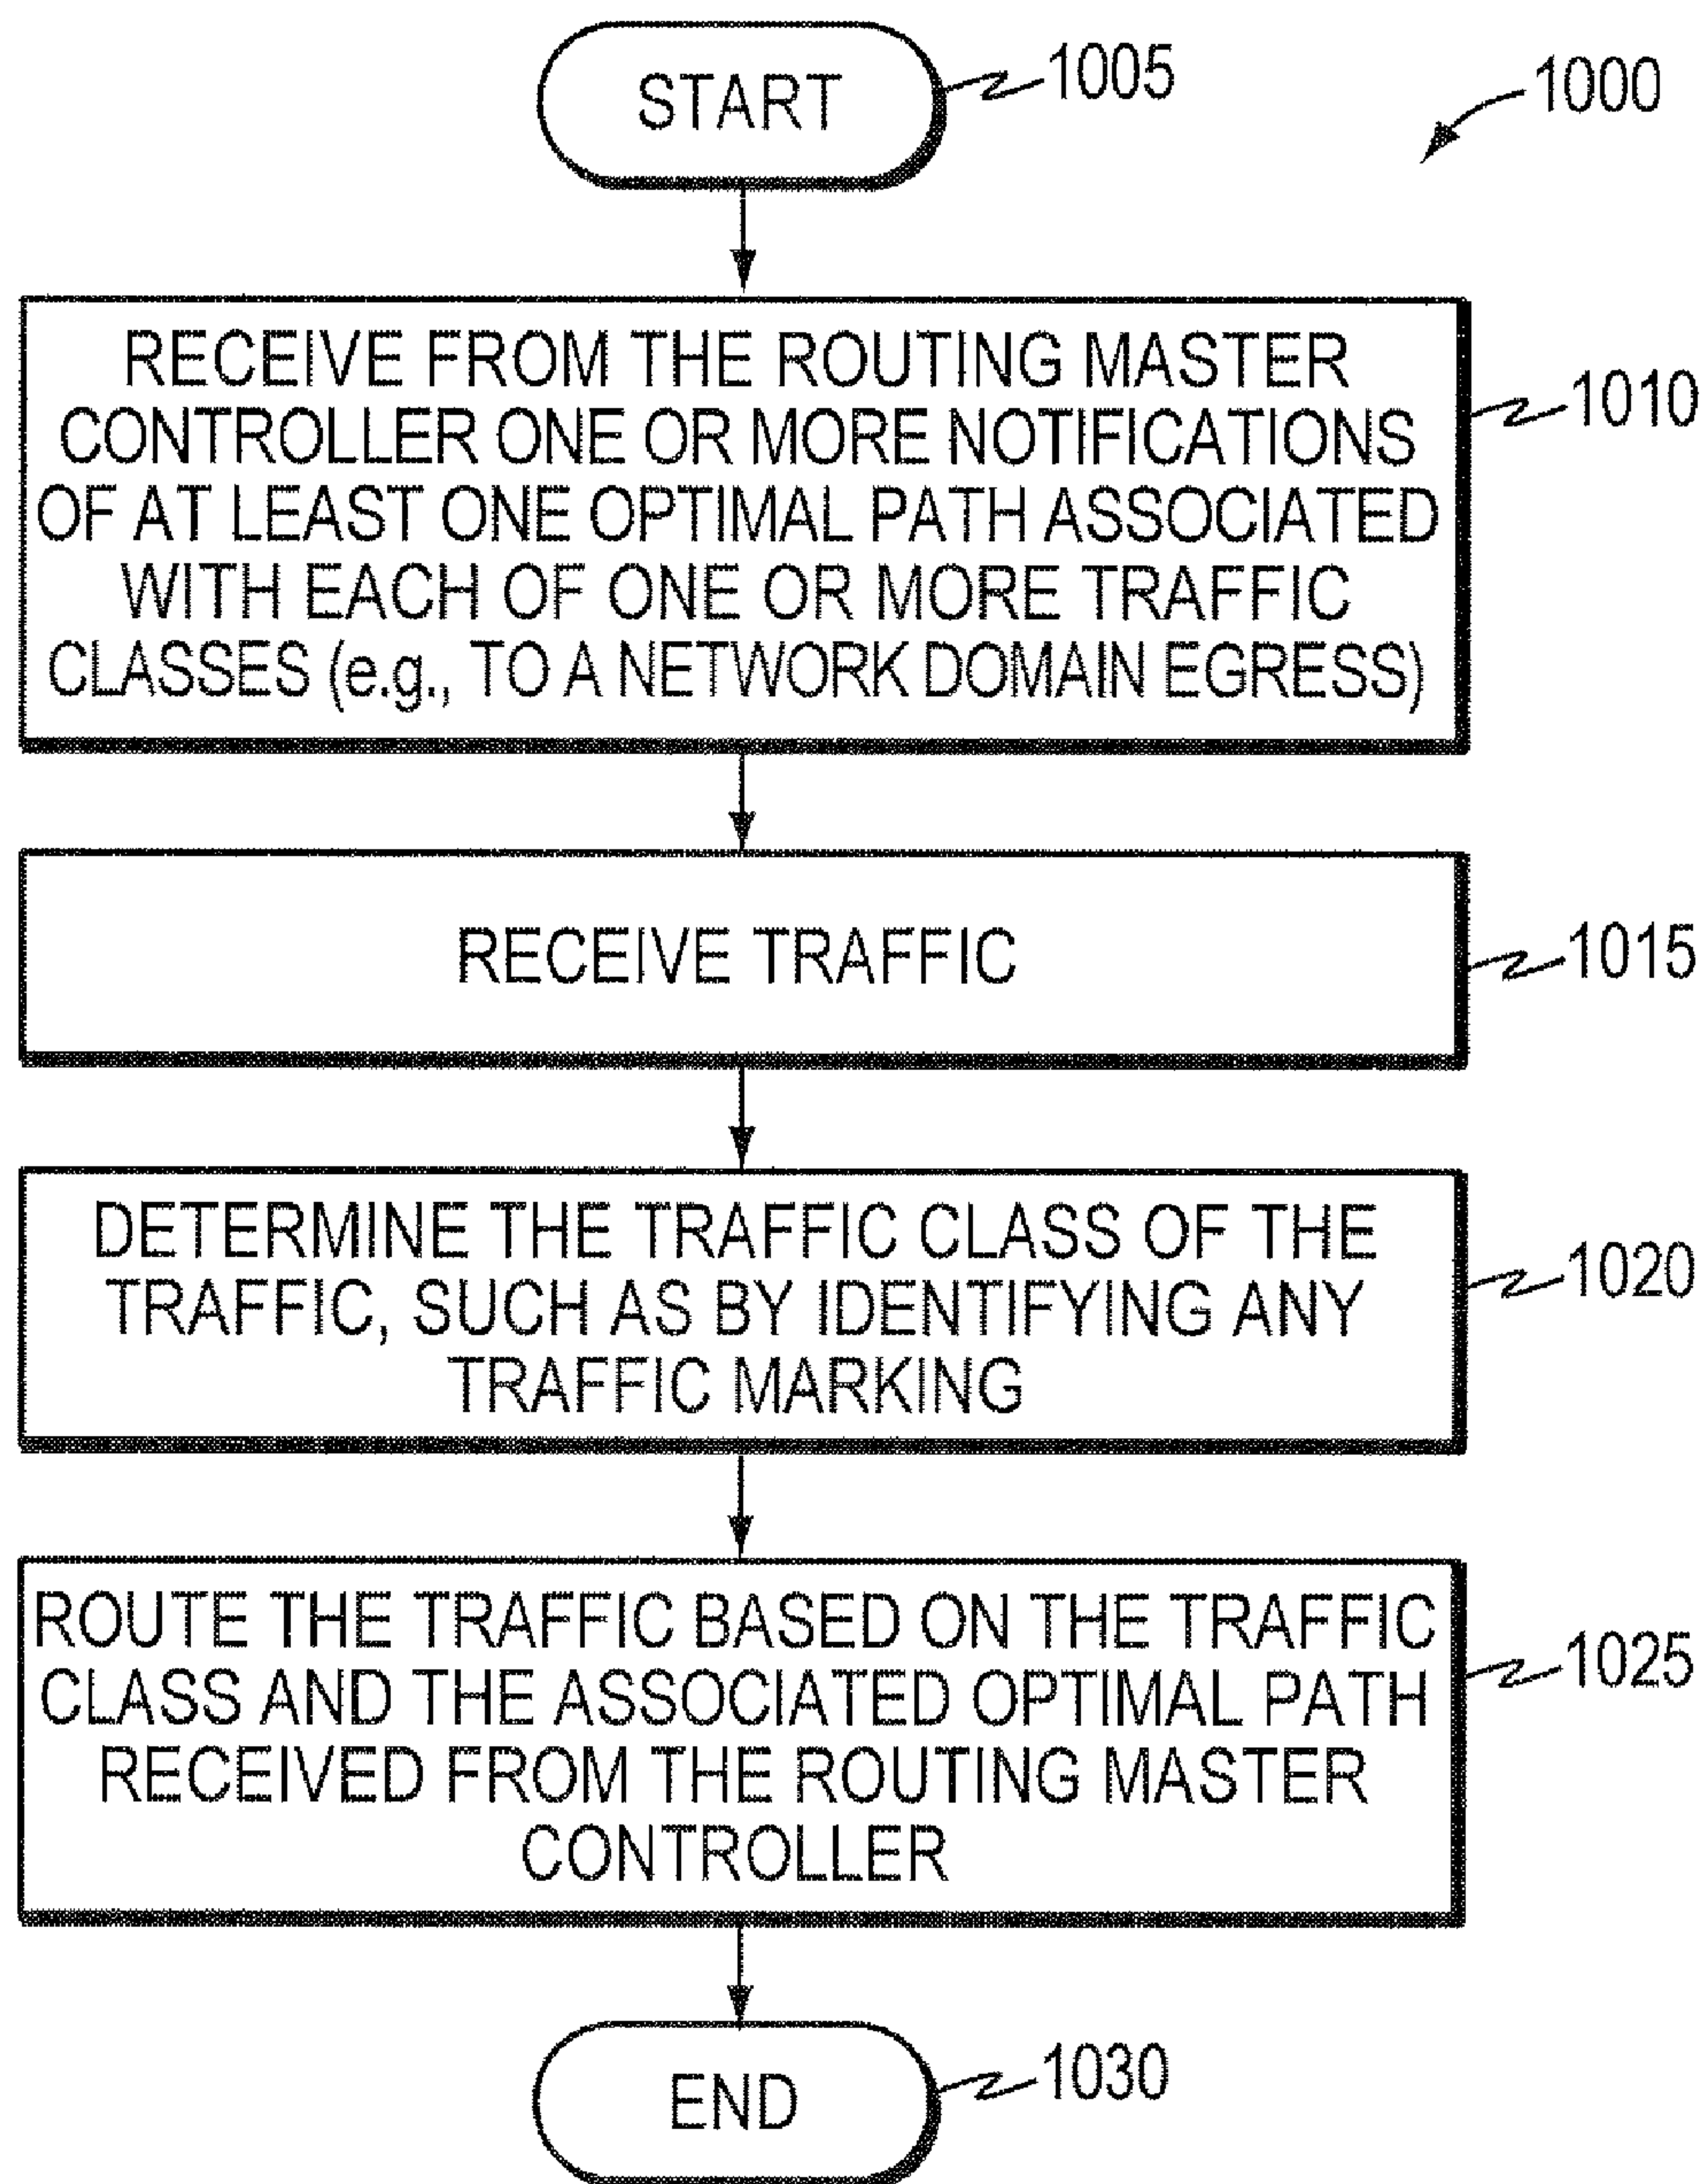 START
1005
1000
RECEIVE FROM THE ROUTING MASTER
CONTROLLER ONE OR MORE NOTIFICATIONS
OF AT LEAST ONE OPTIMAL PATH ASSOCIATED
WITH EACH OF ONE OR MORE TRAFFIC
CLASSES (e.g., TO A NETWORK DOMAIN EGRESS)
1010
RECEIVE TRAFFIC
1015
DETERMINE THE TRAFFIC CLASS OF THE
TRAFFIC, SUCH AS BY IDENTIFYING ANY
TRAFFIC MARKING
1020
ROUTE THE TRAFFIC BASED ON THE TRAFFIC
CLASS AND THE ASSOCIATED OPTIMAL PATH
RECEIVED FROM THE ROUTING MASTER
CONTROLLER
1025
END
1030